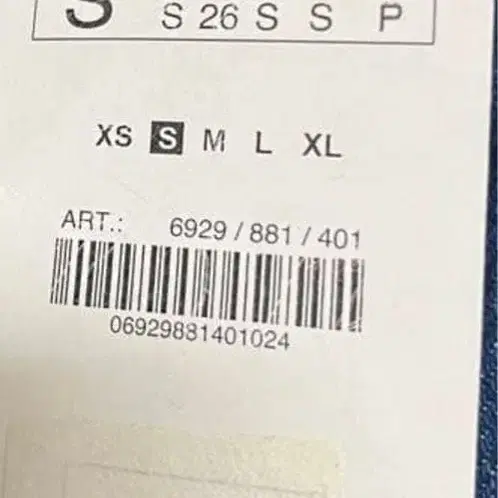 S
S 26 S S P
XS S M L XL
ART.: 6929 / 881 / 401
06929881401024